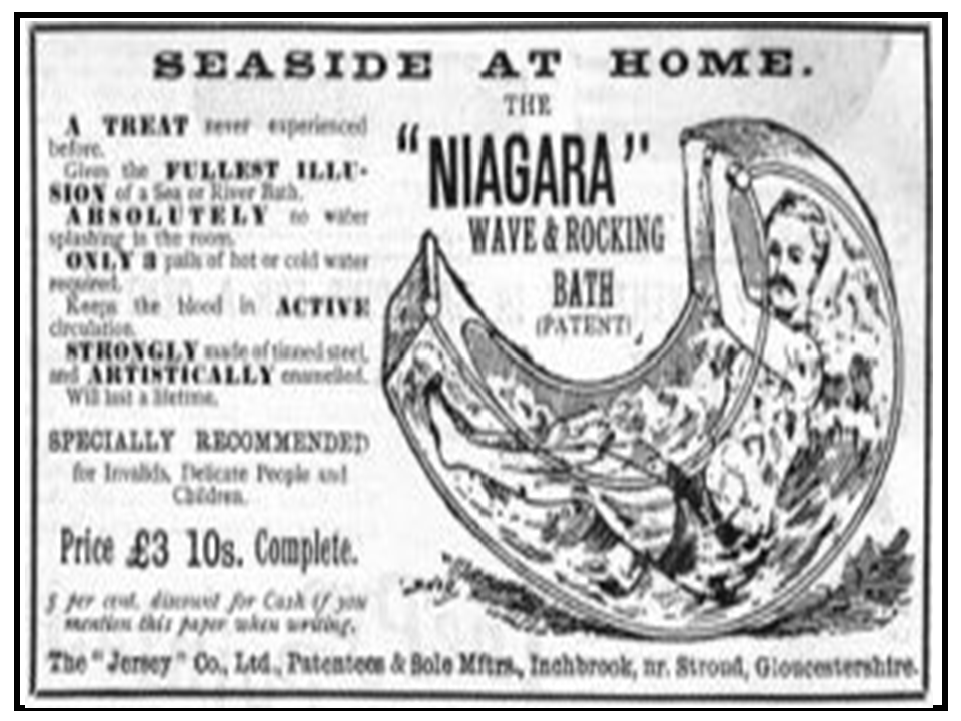 SEASIDE AT HOME.
THE
"NIAGARA"
WAVE & ROCKING
BATH
(PATENT)
A TREAT never experienced
before.
Gives the FULLEST ILLU-
SION of a Sea or River Bath.
ABSOLUTELY no water
splashing in the room.
ONLY 3 pails of hot or cold water
required.
Keeps the blood in ACTIVE
circulation.
STRONGLY made of tinned steel,
and ARTISTICALLY enamelled.
Will last a lifetime.
SPECIALLY RECOMMENDED
for Invalids, Delicate People and
Children.
Price £3 10s. Complete.
5 per cent. discount for Cash if you
mention this paper when writing.
The "Jersey" Co., Ltd., Patentees & Sole Mftrs., Inchbrook, nr. Stroud, Gloucestershire.